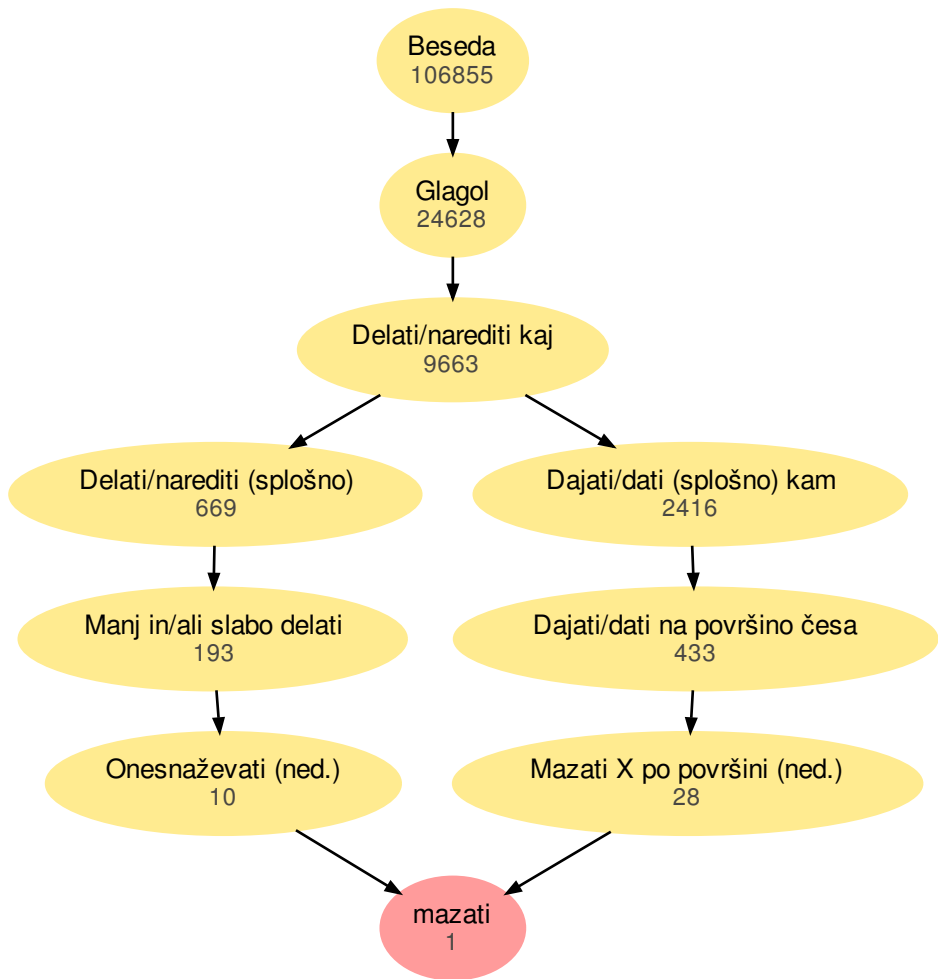 Beseda
106855
Glagol
24628
Delati/narediti kaj
9663
Delati/narediti (splošno)
669
Dajati/dati (splošno) kam
2416
Manj in/ali slabo delati
193
Dajati/dati na površino česa
433
Onesnaževati (ned.)
10
Mazati X po površini (ned.)
28
mazati
1